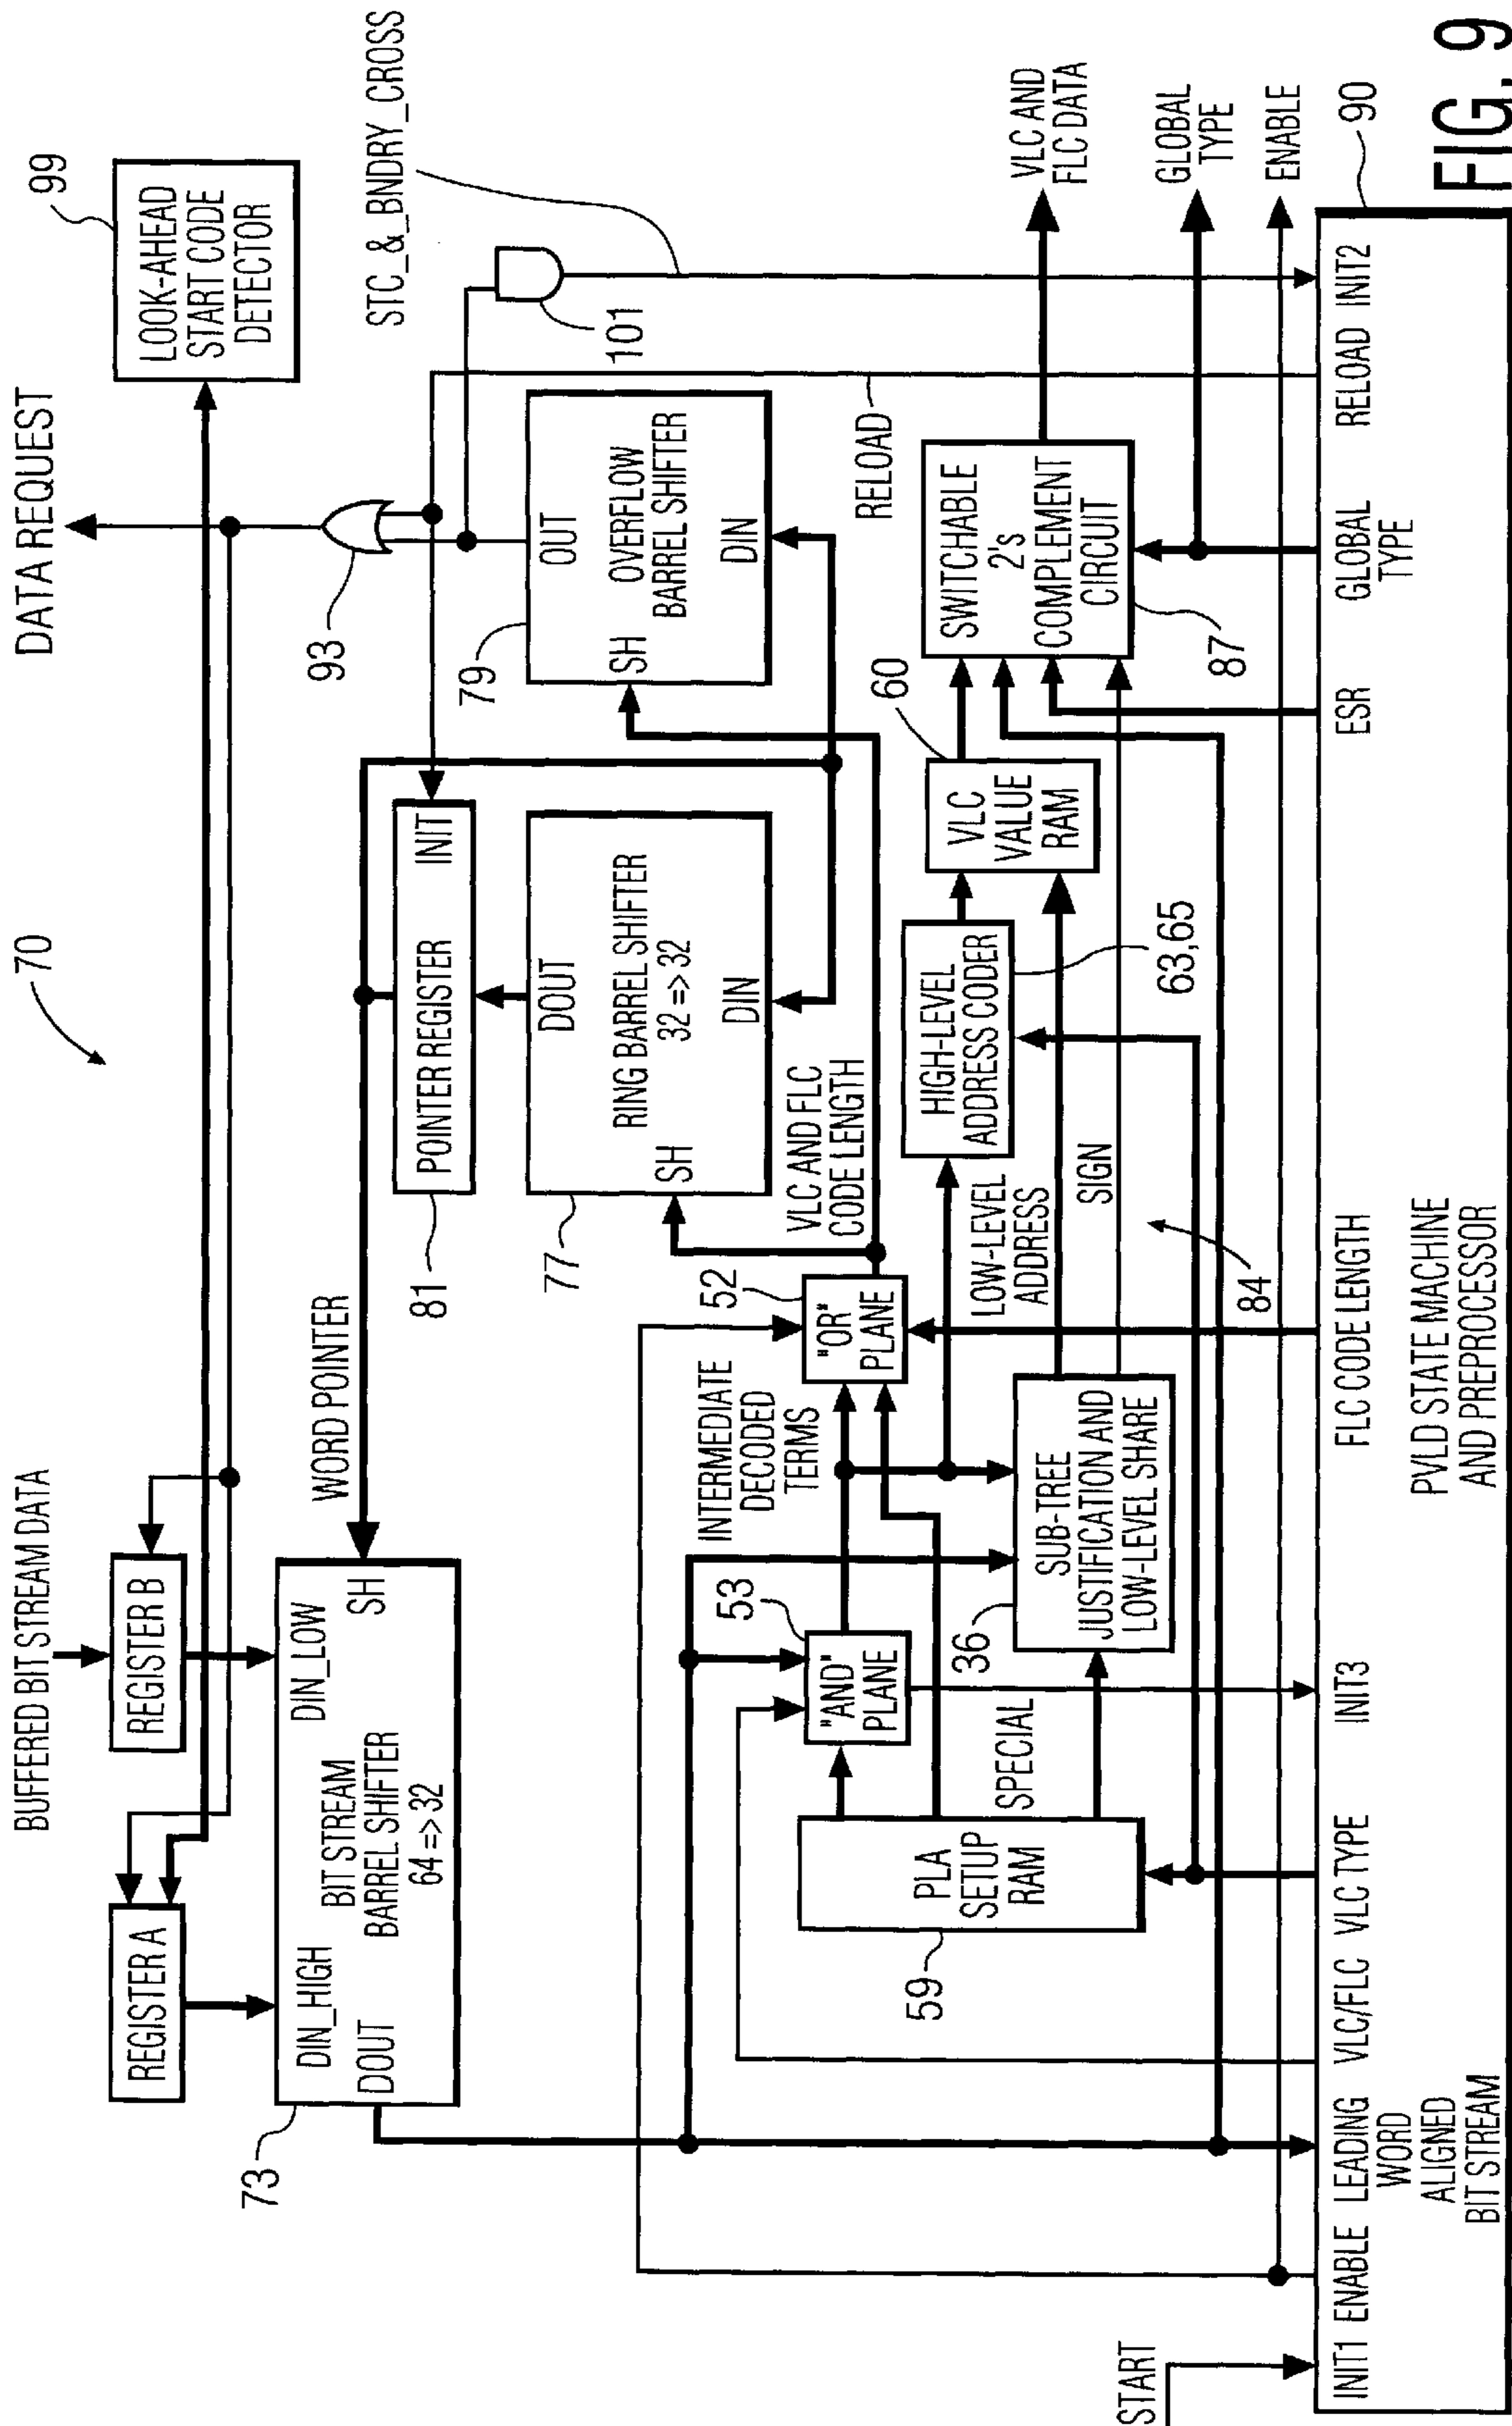 70
BUFFERED BIT STREAM DATA
DATA REQUEST
REGISTER A
REGISTER B
LOOK-AHEAD
START CODE
DETECTOR
99
DIN_HIGH
DIN_LOW
DOUT
BIT STREAM
BARREL SHIFTER
64 => 32
SH
73
WORD POINTER
93
STC_&_BNDRY_CROSS
101
POINTER REGISTER
INIT
81
DOUT
RING BARREL SHIFTER
32 => 32
SH
DIN
77
OUT
OVERFLOW
BARREL SHIFTER
SH
DIN
79
VLC AND FLC
CODE LENGTH
RELOAD
INTERMEDIATE
DECODED
TERMS
52
"OR"
PLANE
53
"AND"
PLANE
PLA
SETUP
RAM
59
SPECIAL
36
SUB-TREE
JUSTIFICATION AND
LOW-LEVEL SHARE
LOW-LEVEL
ADDRESS
SIGN
84
HIGH-LEVEL
ADDRESS CODER
63,65
60
VLC
VALUE
RAM
SWITCHABLE
2's
COMPLEMENT
CIRCUIT
87
VLC AND
FLC DATA
GLOBAL
TYPE
ENABLE
START
INIT1
ENABLE
LEADING
WORD
ALIGNED
BIT STREAM
VLC/FLC
VLC TYPE
INIT3
FLC CODE LENGTH
ESR
GLOBAL
TYPE
RELOAD
INIT2
PVLD STATE MACHINE
AND PREPROCESSOR
90
FIG. 9